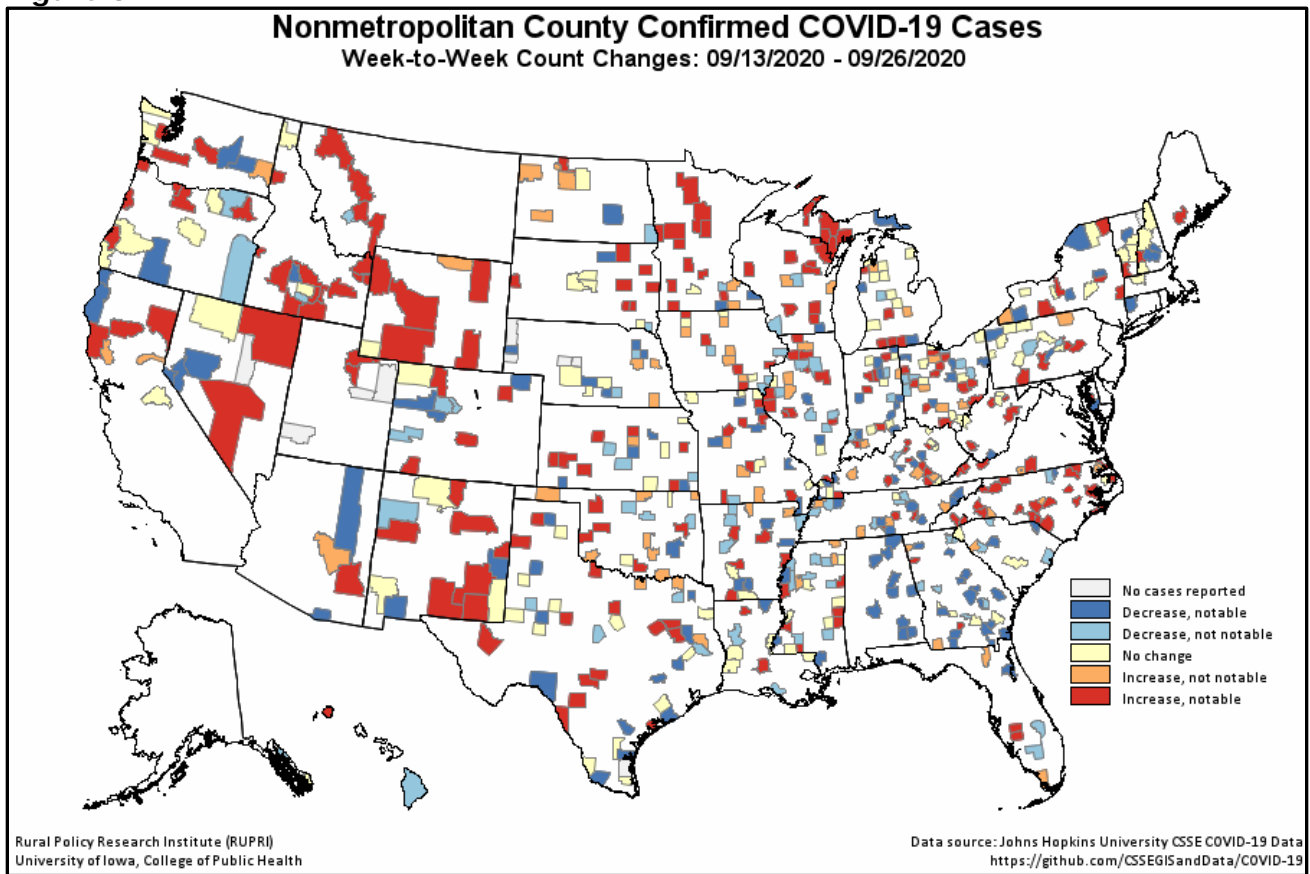 Nonmetropolitan County Confirmed COVID-19 Cases
Week-to-Week Count Changes: 09/13/2020 - 09/26/2020
No cases reported
Decrease, notable
Decrease, not notable
No change
Increase, not notable
Increase, notable
Rural Policy Research Institute (RUPRI)
University of Iowa, College of Public Health
Data source: Johns Hopkins University CSSE COVID-19 Data
https://github.com/CSSEGISandData/COVID-19